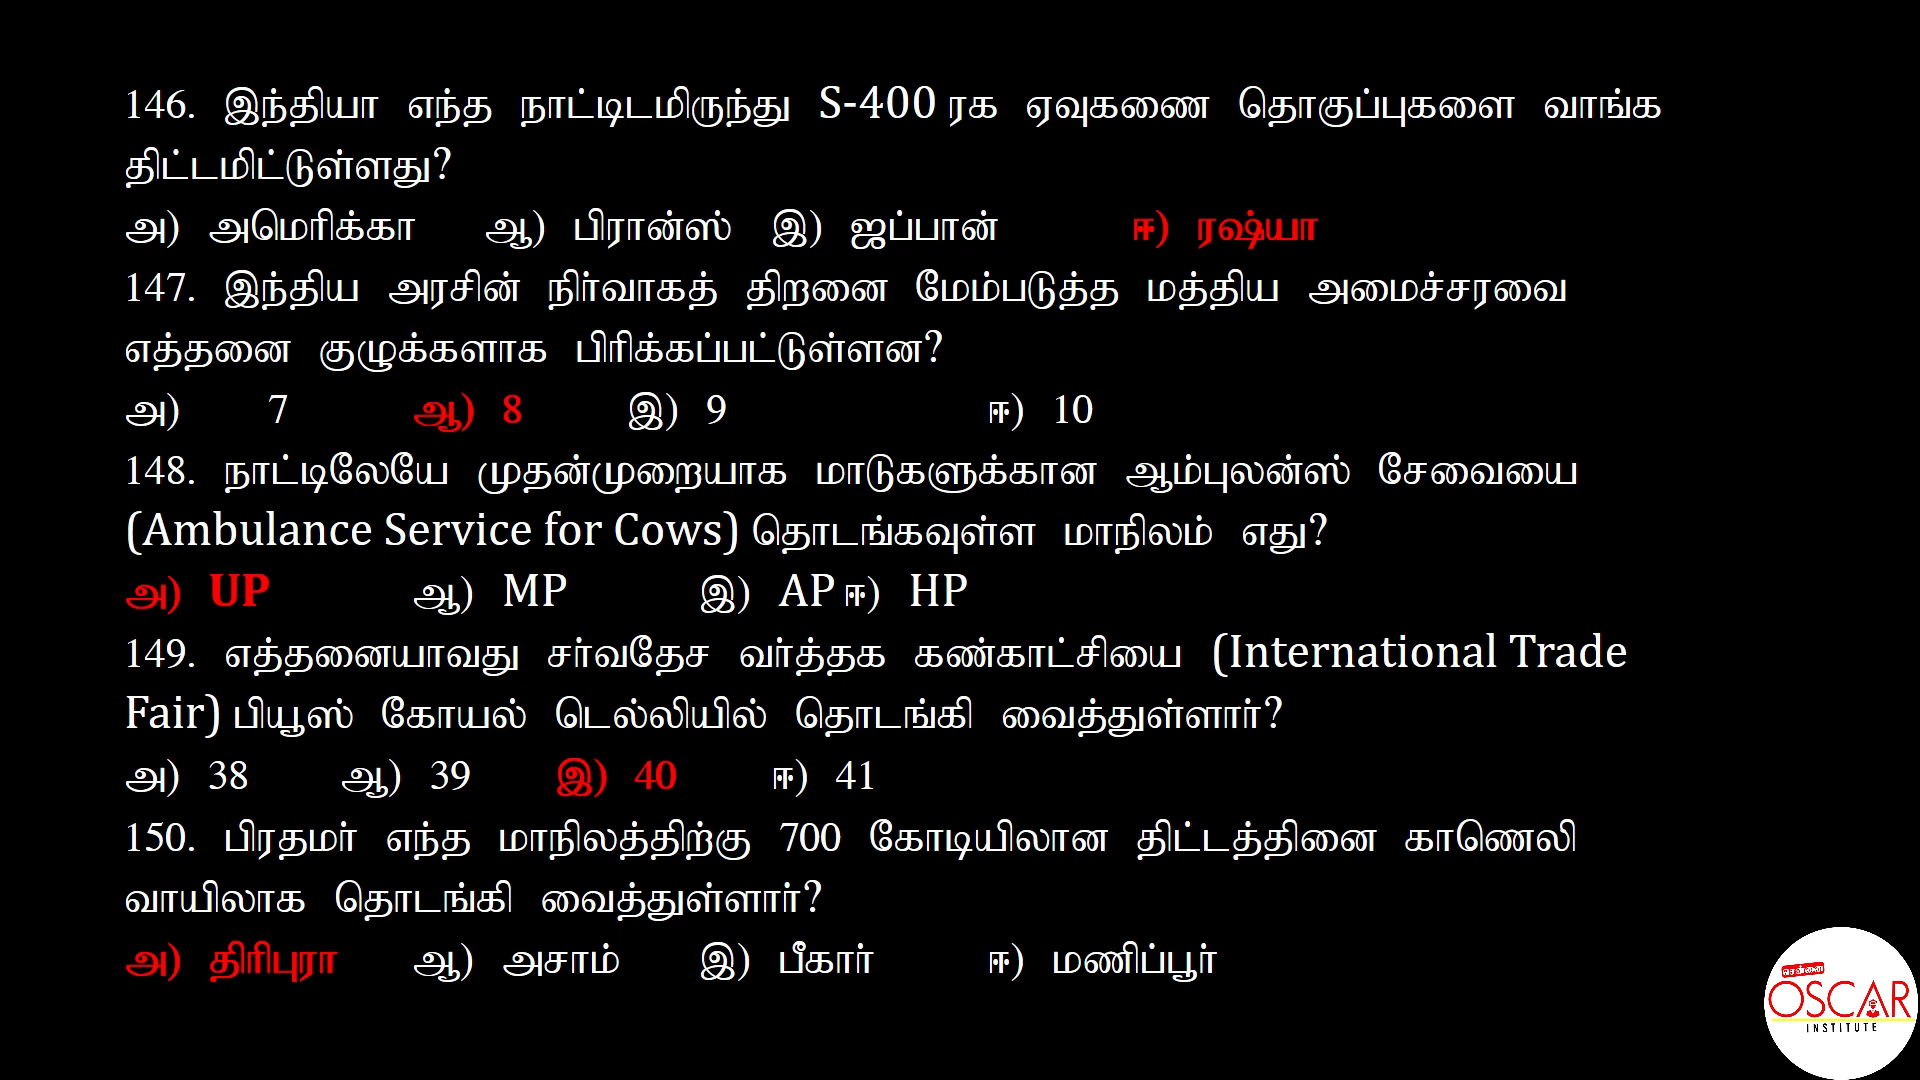 146. இந்தியா எந்த நாட்டிடமிருந்து S-400 ரக ஏவுகணை தொகுப்புகளை வாங்க
திட்டமிட்டுள்ளது?
அ) அமெரிக்கா ஆ) பிரான்ஸ் இ) ஜப்பான் ஈ) ரஷ்யா
147. இந்திய அரசின் நிர்வாகத் திறனை மேம்படுத்த மத்திய அமைச்சரவை
எத்தனை குழுக்களாக பிரிக்கப்பட்டுள்ளன?
அ) 7 ஆ) 8 இ) 9 ஈ) 10
148. நாட்டிலேயே முதன்முறையாக மாடுகளுக்கான ஆம்புலன்ஸ் சேவையை
(Ambulance Service for Cows) தொடங்கவுள்ள மாநிலம் எது?
அ) UP ஆ) MP இ) AP ஈ) HP
149. எத்தனையாவது சர்வதேச வர்த்தக கண்காட்சியை (International Trade
Fair) பியூஸ் கோயல் டெல்லியில் தொடங்கி வைத்துள்ளார்?
அ) 38 ஆ) 39 இ) 40 ஈ) 41
150. பிரதமர் எந்த மாநிலத்திற்கு 700 கோடியிலான திட்டத்தினை காணெலி
வாயிலாக தொடங்கி வைத்துள்ளார்?
அ) திரிபுரா ஆ) அசாம் இ) பீகார் ஈ) மணிப்பூர்
சென்னை
OSCAR
INSTITUTE